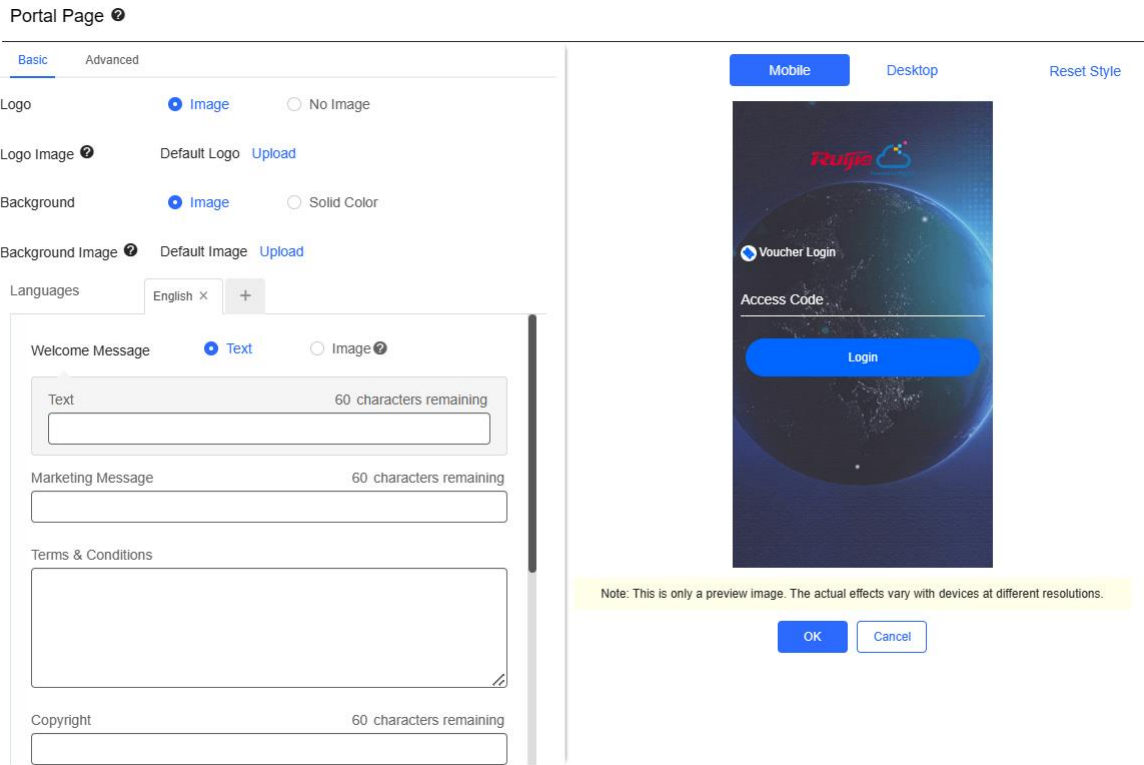 Portal Page
Basic Advanced
Logo Image No Image
Logo Image Default Logo Upload
Background Image Solid Color
Background Image Default Image Upload
Languages English × +
Welcome Message Text Image
Text 60 characters remaining
Marketing Message 60 characters remaining
Terms & Conditions
Copyright 60 characters remaining
Mobile Desktop Reset Style
Ruijie
Voucher Login
Access Code
Login
Note: This is only a preview image. The actual effects vary with devices at different resolutions.
OK Cancel